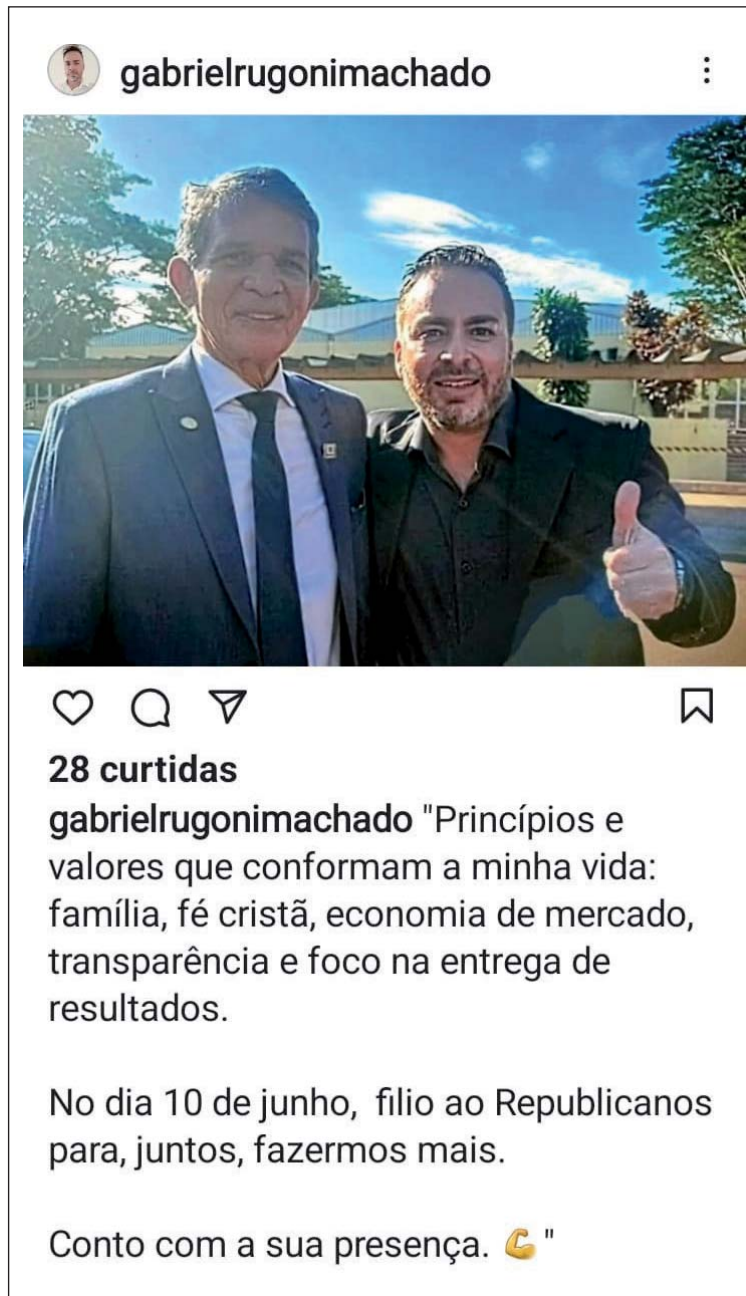 gabrielrugonimachado
28 curtidas
gabrielrugonimachado "Princípios e
valores que conformam a minha vida:
família, fé cristã, economia de mercado,
transparência e foco na entrega de
resultados.
No dia 10 de junho, filio ao Republicanos
para, juntos, fazermos mais.
Conto com a sua presença. 💪"